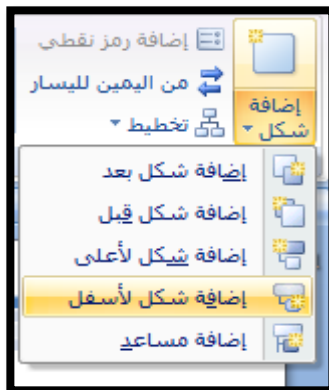 إضافة شكل
إضافة رمز نقطي
من اليمين لليسار
تخطيط
إضافة شكل بعد
إضافة شكل قبل
إضافة شكل لأعلى
إضافة شكل لأسفل
إضافة مساعد